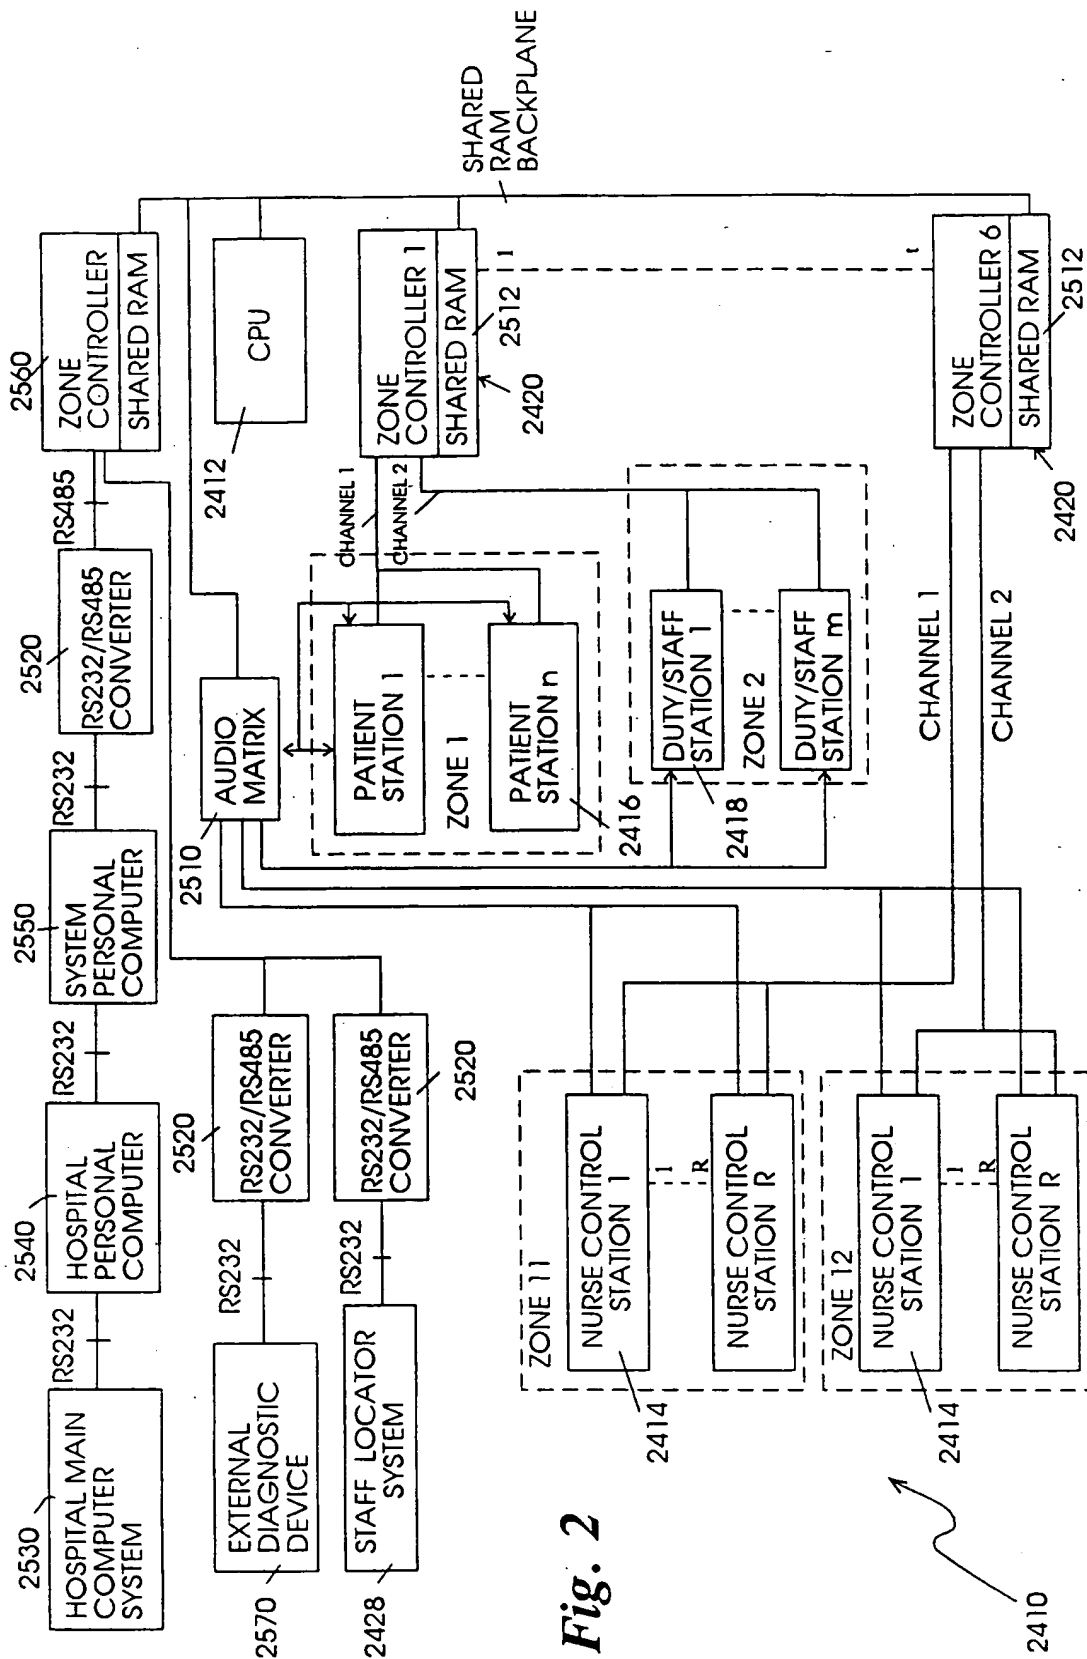 2530
HOSPITAL MAIN
COMPUTER
SYSTEM
RS232
2540
HOSPITAL
PERSONAL
COMPUTER
RS232
2550
SYSTEM
PERSONAL
COMPUTER
RS232
2520
RS232/RS485
CONVERTER
RS485
2560
ZONE
CONTROLLER
SHARED RAM
2570
EXTERNAL
DIAGNOSTIC
DEVICE
RS232
2520
RS232/RS485
CONVERTER
2428
STAFF LOCATOR
SYSTEM
RS232
RS232/RS485
CONVERTER
2520
2510
AUDIO
MATRIX
2412
CPU
PATIENT
STATION 1
ZONE 1
PATIENT
STATION n
2416
CHANNEL 1
CHANNEL 2
ZONE
CONTROLLER 1
SHARED RAM
2512
2420
1
t
SHARED
RAM
BACKPLANE
DUTY/STAFF
STATION 1
2418
ZONE 2
DUTY/STAFF
STATION m
ZONE 11
NURSE CONTROL
STATION 1
1
R
NURSE CONTROL
STATION R
2414
ZONE 12
NURSE CONTROL
STATION 1
1
R
NURSE CONTROL
STATION R
2414
CHANNEL 1
CHANNEL 2
ZONE
CONTROLLER 6
SHARED RAM
2512
2420
Fig. 2
2410